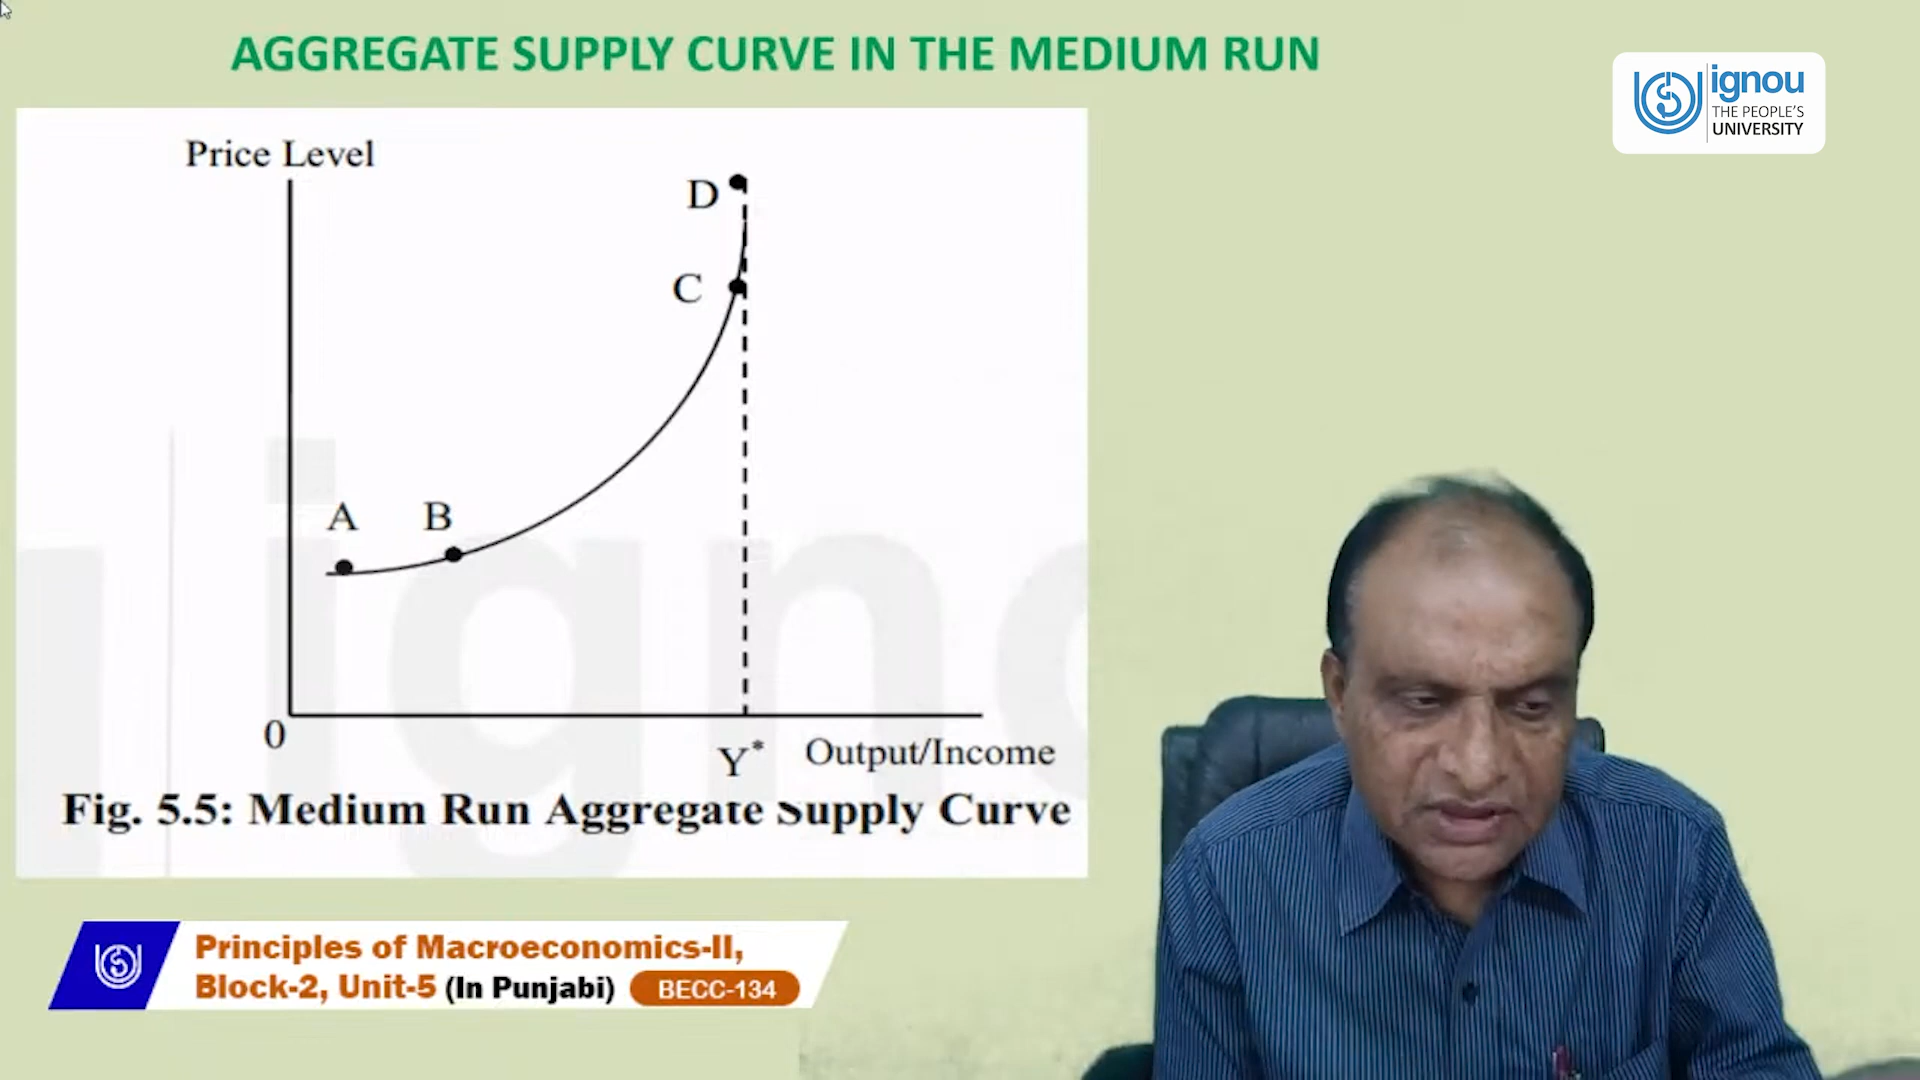 AGGREGATE SUPPLY CURVE IN THE MEDIUM RUN
ignou
THE PEOPLE'S
UNIVERSITY
Price Level
D
C
A B
0
Y* Output/Income
Fig. 5.5: Medium Run Aggregate Supply Curve
Principles of Macroeconomics-II,
Block-2, Unit-5 (In Punjabi) BECC-134